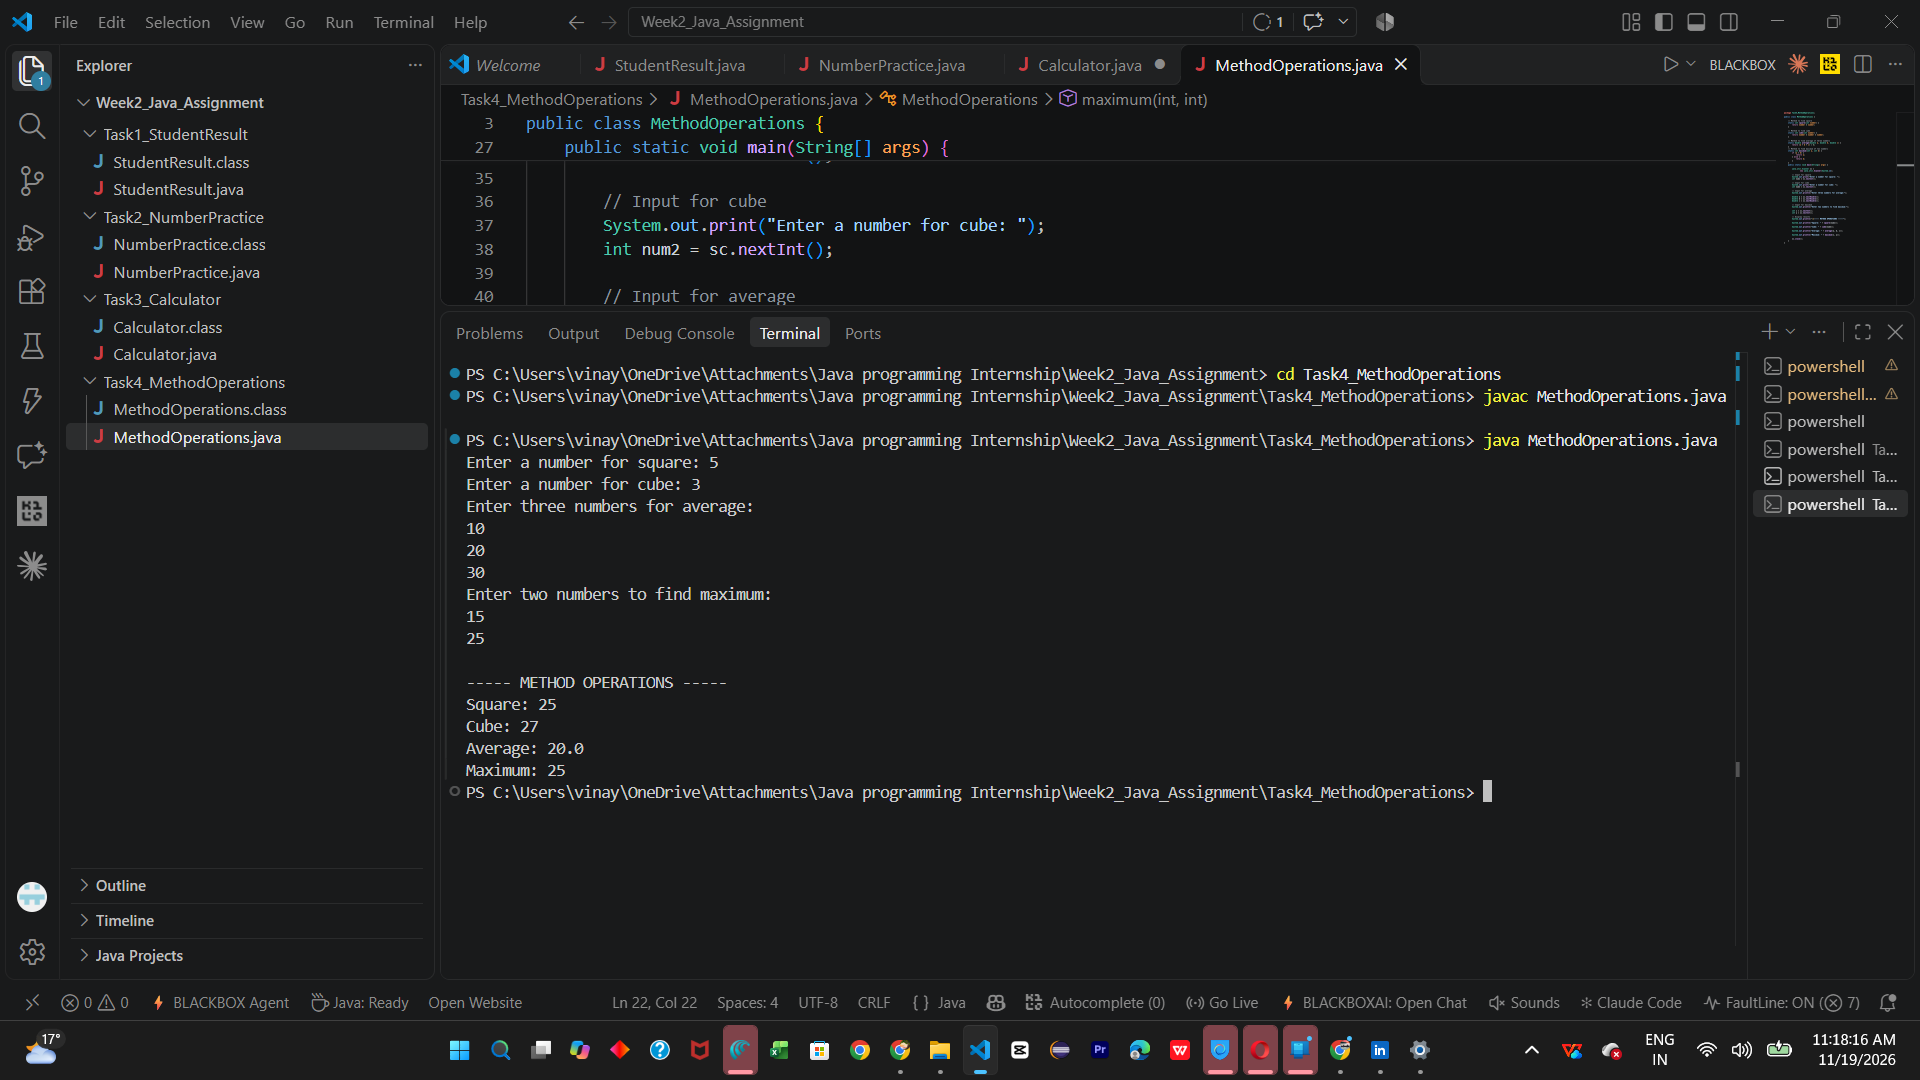 File Edit Selection View Go Run Terminal Help
Week2_Java_Assignment
1
Explorer
Week2_Java_Assignment
Task1_StudentResult
J StudentResult.class
J StudentResult.java
Task2_NumberPractice
J NumberPractice.class
J NumberPractice.java
Task3_Calculator
J Calculator.class
J Calculator.java
Task4_MethodOperations
J MethodOperations.class
J MethodOperations.java
Outline
Timeline
Java Projects
1
Welcome J StudentResult.java J NumberPractice.java J Calculator.java J MethodOperations.java
BLACKBOX
Task4_MethodOperations > J MethodOperations.java > MethodOperations > maximum(int, int)
3 public class MethodOperations {
27 public static void main(String[] args) {
35
36 // Input for cube
37 System.out.print("Enter a number for cube: ");
38 int num2 = sc.nextInt();
39
40 // Input for average
Problems Output Debug Console Terminal Ports
PS C:\Users\vinay\OneDrive\Attachments\Java programming Internship\Week2_Java_Assignment> cd Task4_MethodOperations
PS C:\Users\vinay\OneDrive\Attachments\Java programming Internship\Week2_Java_Assignment\Task4_MethodOperations> javac MethodOperations.java
PS C:\Users\vinay\OneDrive\Attachments\Java programming Internship\Week2_Java_Assignment\Task4_MethodOperations> java MethodOperations.java
Enter a number for square: 5
Enter a number for cube: 3
Enter three numbers for average:
10
20
30
Enter two numbers to find maximum:
15
25
----- METHOD OPERATIONS -----
Square: 25
Cube: 27
Average: 20.0
Maximum: 25
PS C:\Users\vinay\OneDrive\Attachments\Java programming Internship\Week2_Java_Assignment\Task4_MethodOperations>
powershell
powershell...
powershell
powershell Ta...
powershell Ta...
powershell Ta...
0 0 BLACKBOX Agent Java: Ready Open Website Ln 22, Col 22 Spaces: 4 UTF-8 CRLF {} Java Autocomplete (0) Go Live BLACKBOXAI: Open Chat Sounds Claude Code FaultLine: ON (7)
17°
Pr
W
in
ENG
IN
11:18:16 AM
11/19/2026